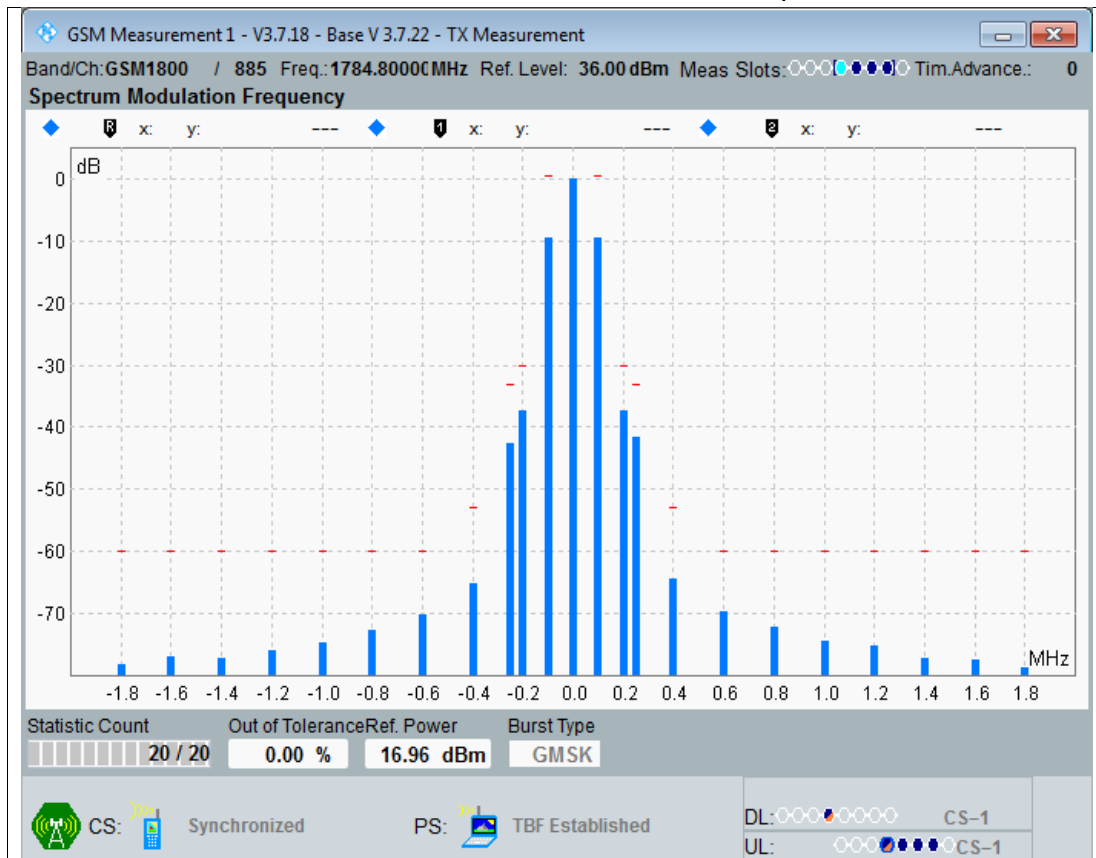 GSM Measurement 1 - V3.7.18 - Base V 3.7.22 - TX Measurement
Band/Ch:GSM1800 / 885 Freq.:1784.80000MHz Ref. Level: 36.00 dBm Meas Slots: Tim.Advance.: 0
Spectrum Modulation Frequency
R x: y: --- 1 x: y: --- 2 x: y: ---
dB
0
-10
-20
-30
-40
-50
-60
-70
MHz
-1.8 -1.6 -1.4 -1.2 -1.0 -0.8 -0.6 -0.4 -0.2 0.0 0.2 0.4 0.6 0.8 1.0 1.2 1.4 1.6 1.8
Statistic Count Out of Tolerance Ref. Power Burst Type
20 / 20 0.00 % 16.96 dBm GMSK
CS: Synchronized PS: TBF Established
DL: CS-1
UL: CS-1